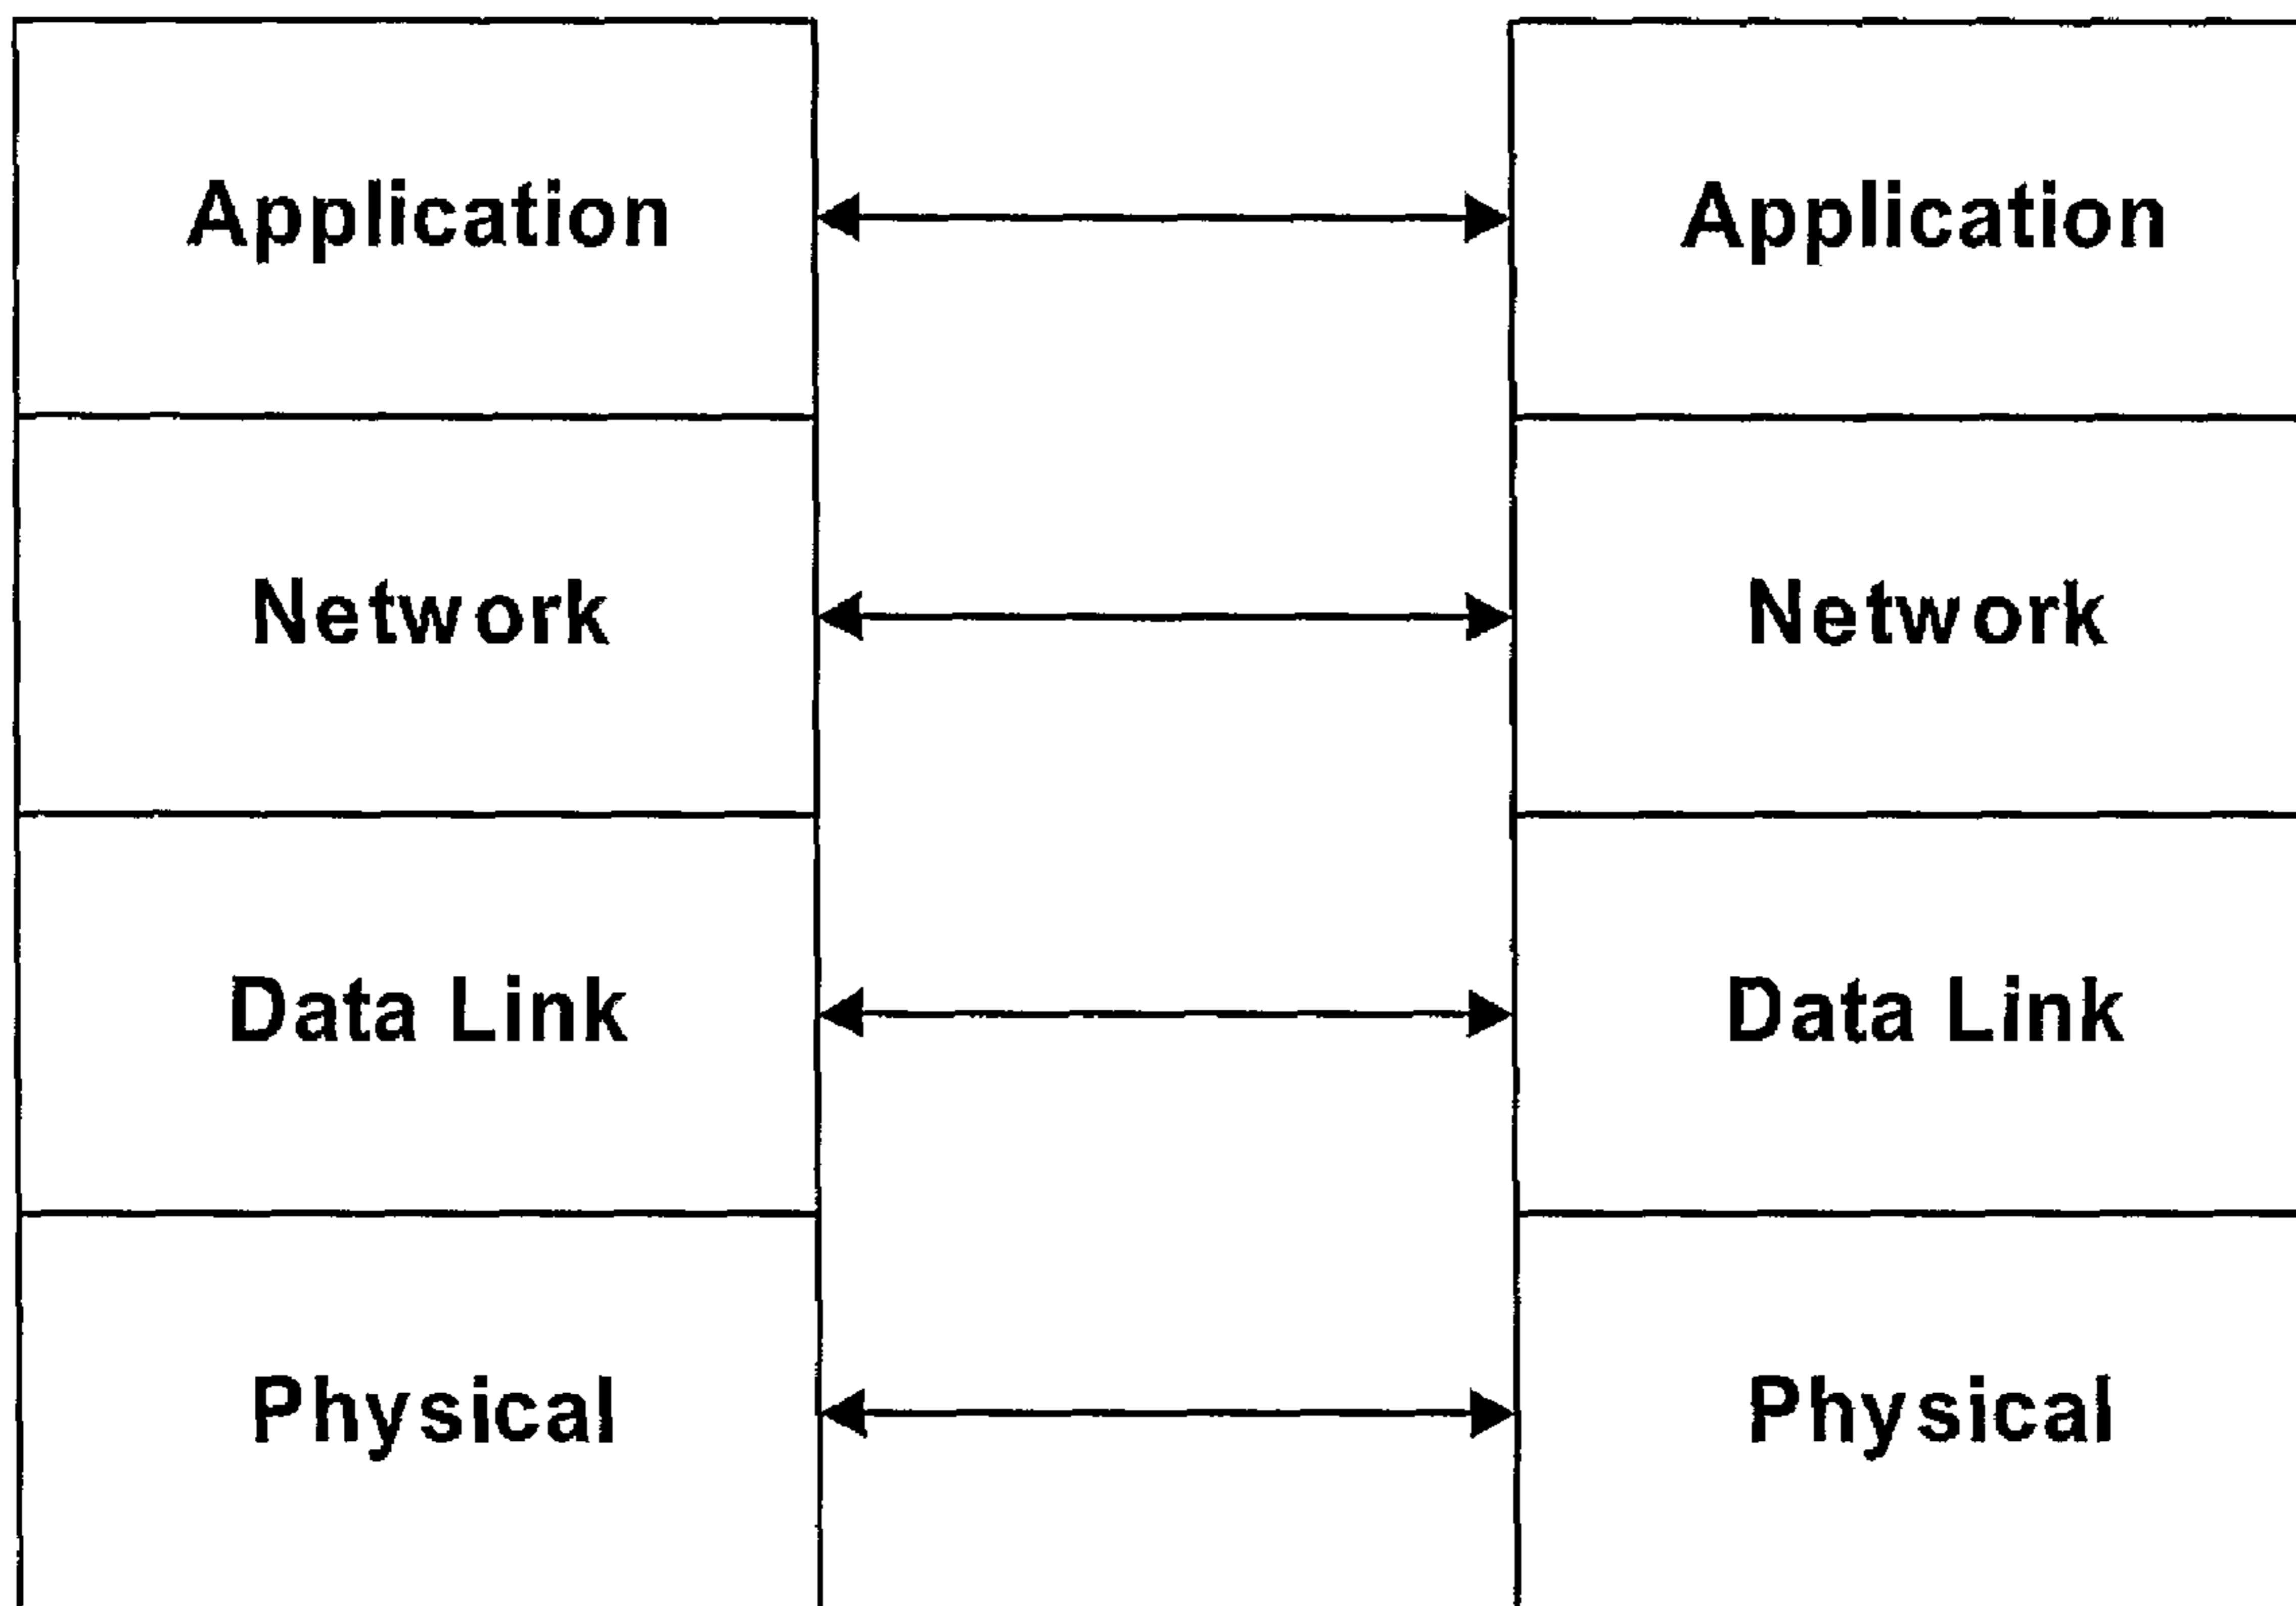 Application Application
Network Network
Data Link Data Link
Physical Physical